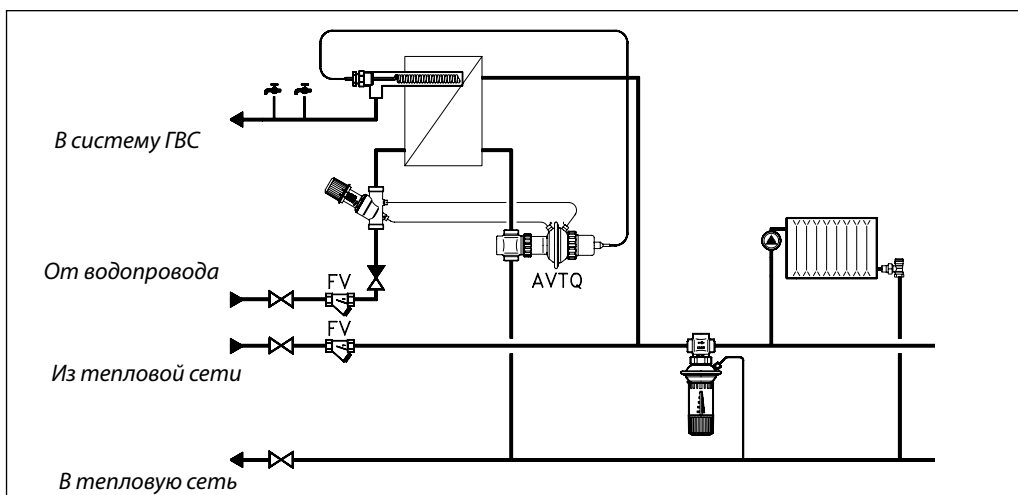 В систему ГВС
От водопровода
FV
AVTQ
FV
Из тепловой сети
В тепловую сеть